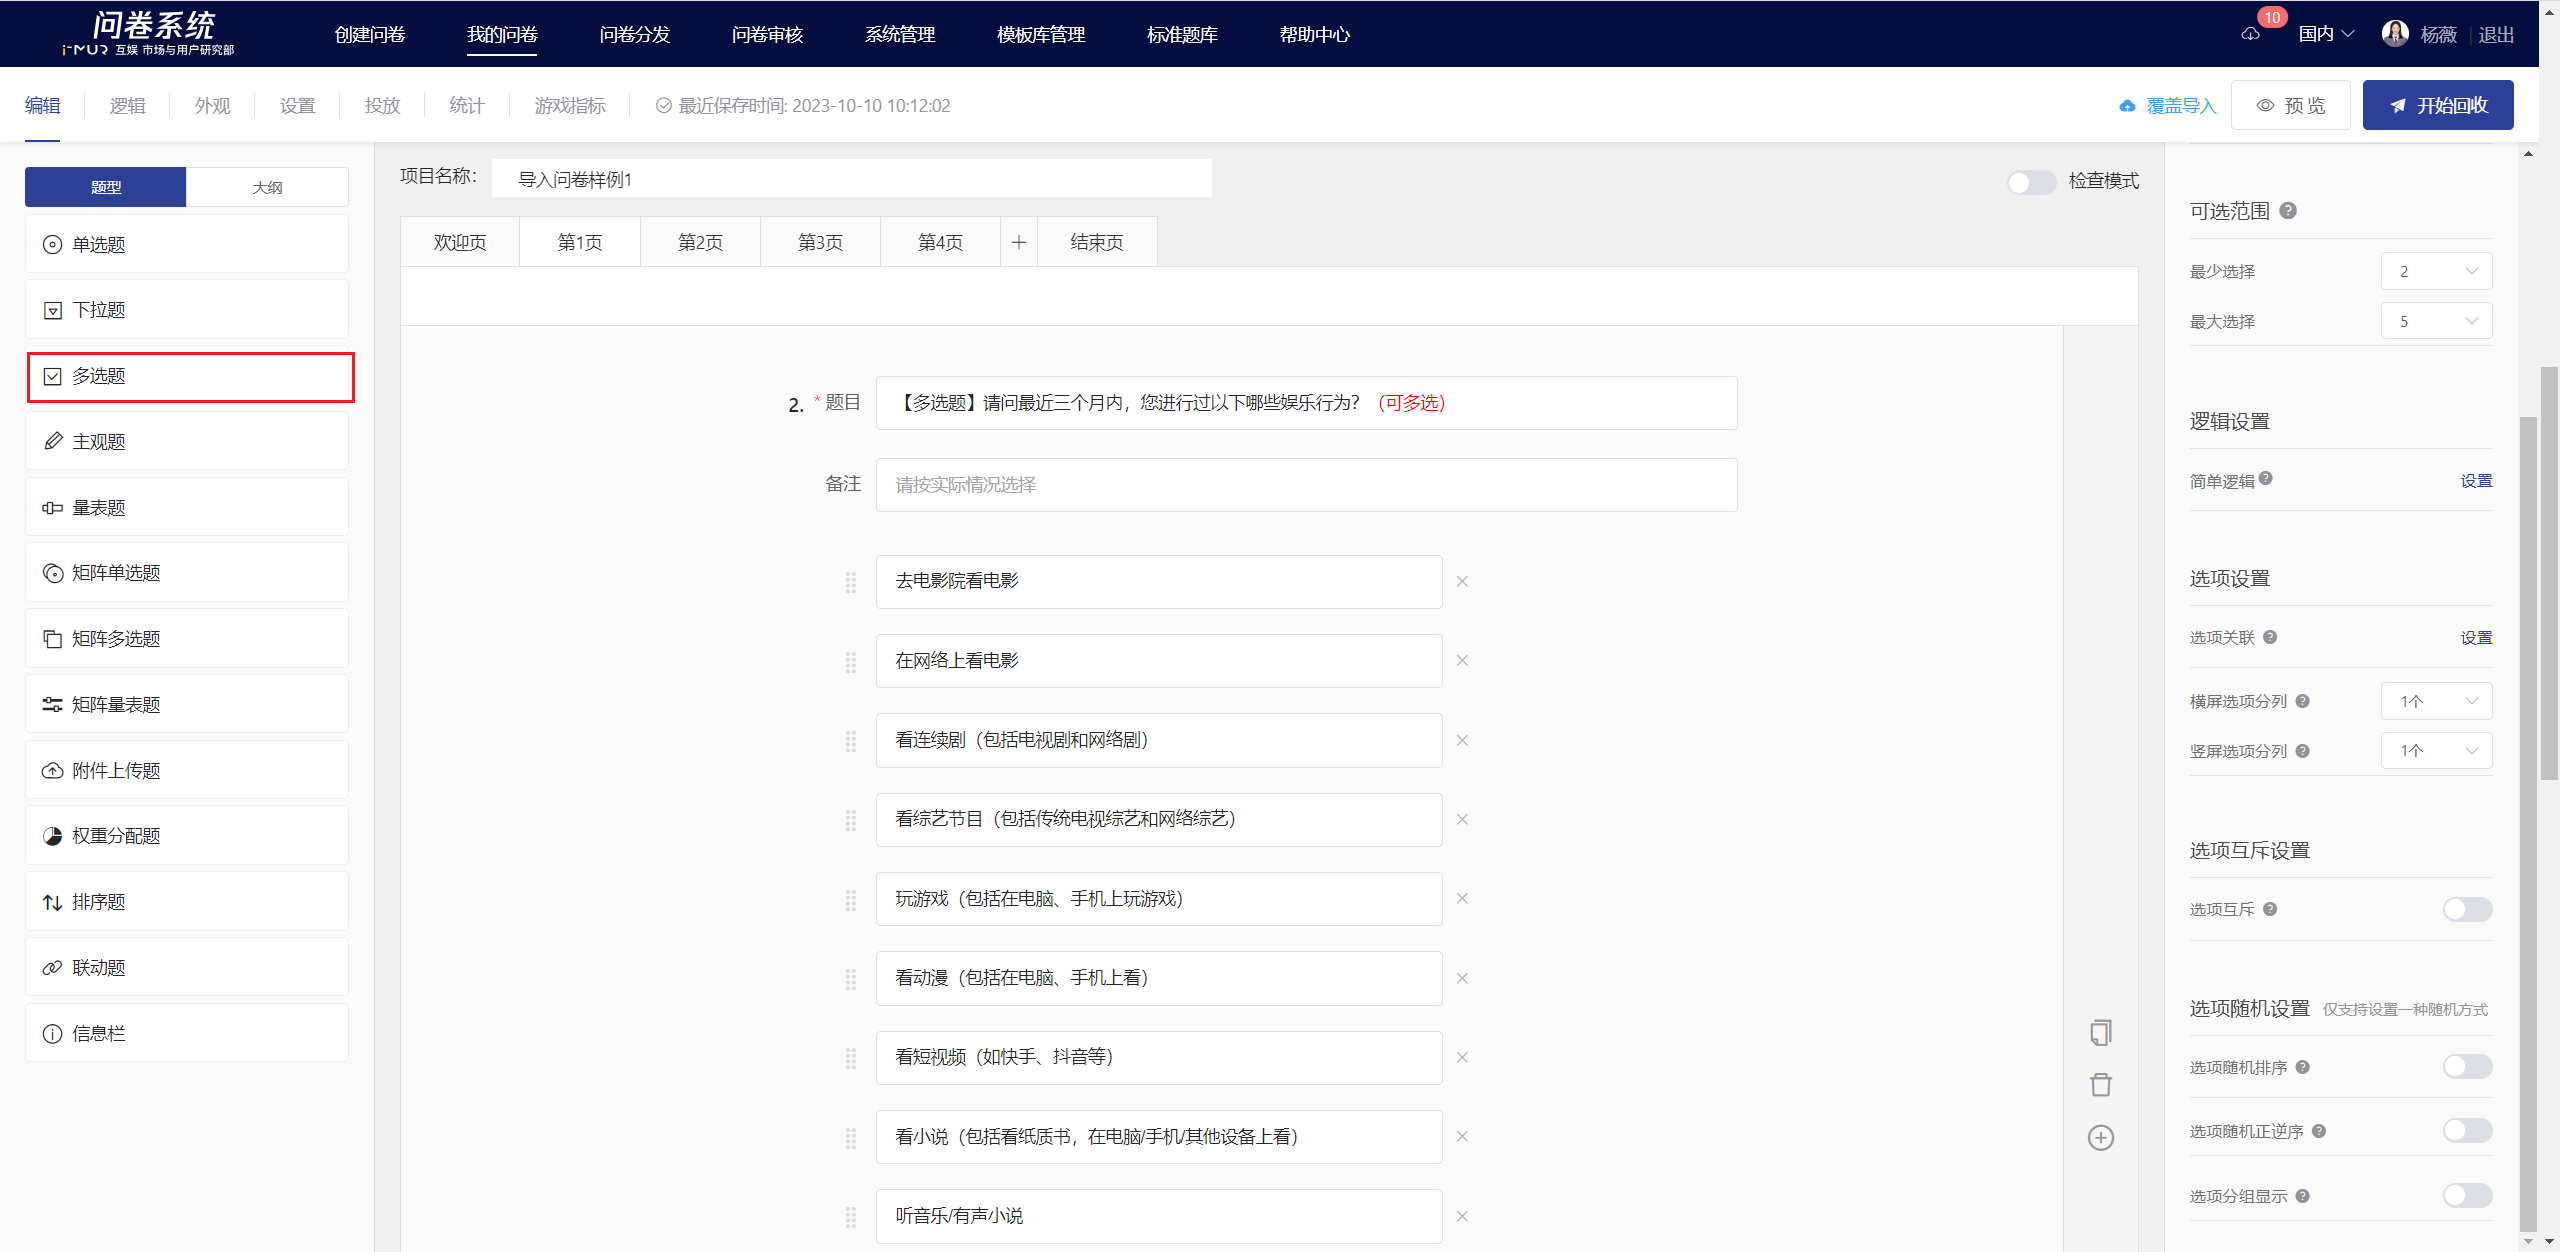 问卷系统
i-MUR 互娱 市场与用户研究部
创建问卷
我的问卷
问卷分发
问卷审核
系统管理
模板库管理
标准题库
帮助中心
10
国内
杨薇
退出
编辑
逻辑
外观
设置
投放
统计
游戏指标
最近保存时间: 2023-10-10 10:12:02
覆盖导入
预 览
开始回收
题型
大纲
单选题
下拉题
多选题
主观题
量表题
矩阵单选题
矩阵多选题
矩阵量表题
附件上传题
权重分配题
排序题
联动题
信息栏
项目名称：
导入问卷样例1
检查模式
欢迎页
第1页
第2页
第3页
第4页
结束页
2. * 题目
【多选题】请问最近三个月内，您进行过以下哪些娱乐行为？（可多选）
备注
请按实际情况选择
去电影院看电影
在网络上看电影
看连续剧（包括电视剧和网络剧）
看综艺节目（包括传统电视综艺和网络综艺）
玩游戏（包括在电脑、手机上玩游戏）
看动漫（包括在电脑、手机上看）
看短视频（如快手、抖音等）
看小说（包括看纸质书，在电脑/手机/其他设备上看）
听音乐/有声小说
可选范围
最少选择
2
最大选择
5
逻辑设置
简单逻辑
设置
选项设置
选项关联
设置
横屏选项分列
1个
竖屏选项分列
1个
选项互斥设置
选项互斥
选项随机设置 仅支持设置一种随机方式
选项随机排序
选项随机正逆序
选项分组显示